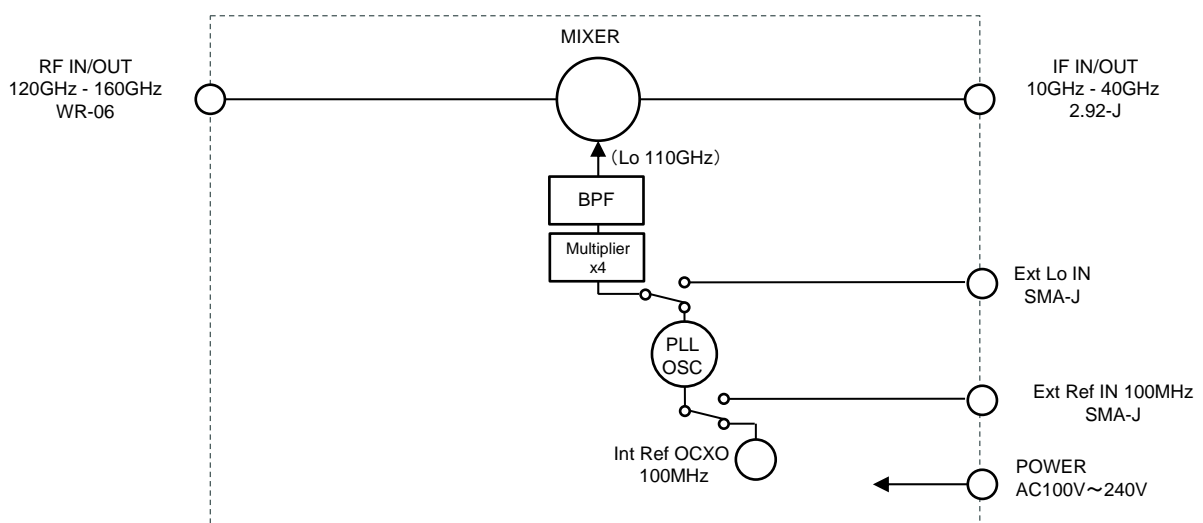 MIXER
RF IN/OUT
120GHz - 160GHz
WR-06
IF IN/OUT
10GHz - 40GHz
2.92-J
（Lo 110GHz）
BPF
Multiplier
x4
Ext Lo IN
SMA-J
PLL
OSC
Ext Ref IN 100MHz
SMA-J
Int Ref OCXO
100MHz
POWER
AC100V～240V